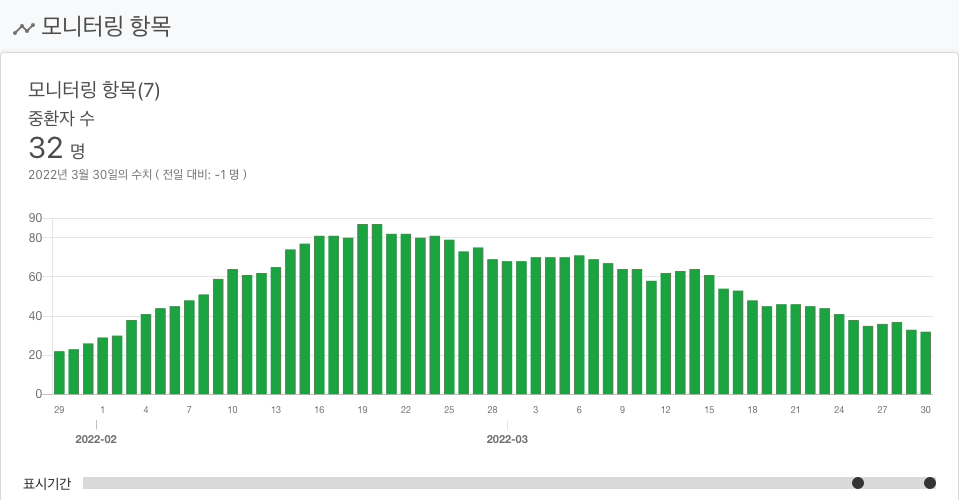 모니터링 항목
모니터링 항목(7)
중환자 수
32 명
2022년 3월 30일의 수치 ( 전일 대비: -1 명 )
90
80
60
40
20
0
29 1 4 7 10 13 16 19 22 25 28 3 6 9 12 15 18 21 24 27 30
2022-02 2022-03
표시기간